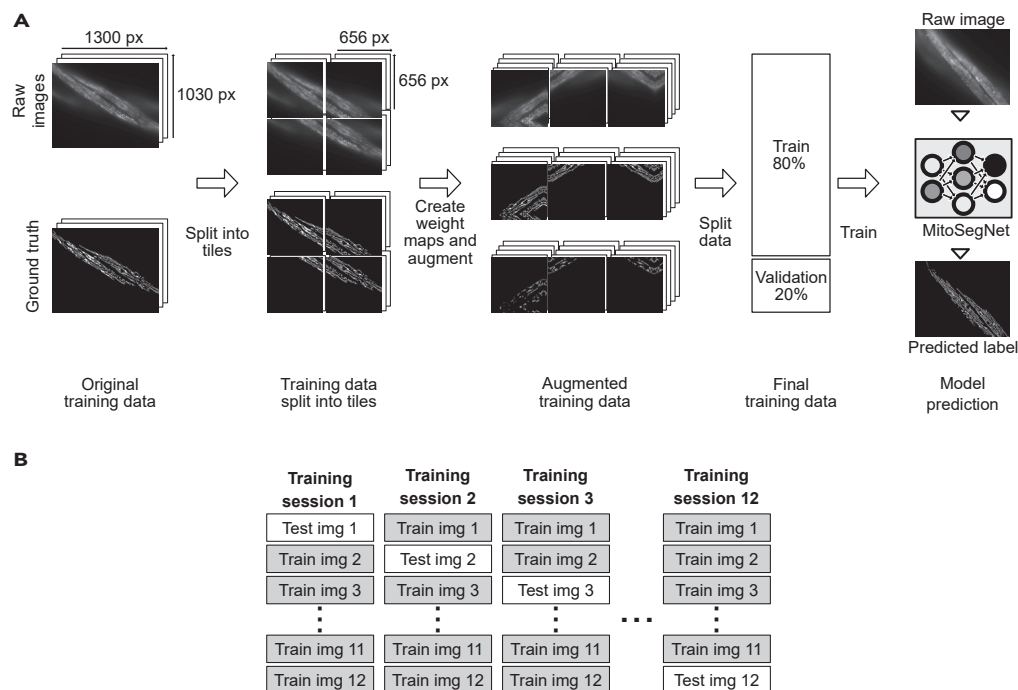 A
1300 px
1030 px
Raw
images
Ground truth
Split into
tiles
656 px
656 px
Create
weight
maps and
augment
Split
data
Train
80%
Validation
20%
Train
Raw image
MitoSegNet
Predicted label
Original
training data
Training data
split into tiles
Augmented
training data
Final
training data
Model
prediction
B
Training
session 1
Test img 1
Train img 2
Train img 3
Train img 11
Train img 12
Training
session 2
Train img 1
Test img 2
Train img 3
Train img 11
Train img 12
Training
session 3
Train img 1
Train img 2
Test img 3
Train img 11
Train img 12
...
Training
session 12
Train img 1
Train img 2
Train img 3
Train img 11
Test img 12